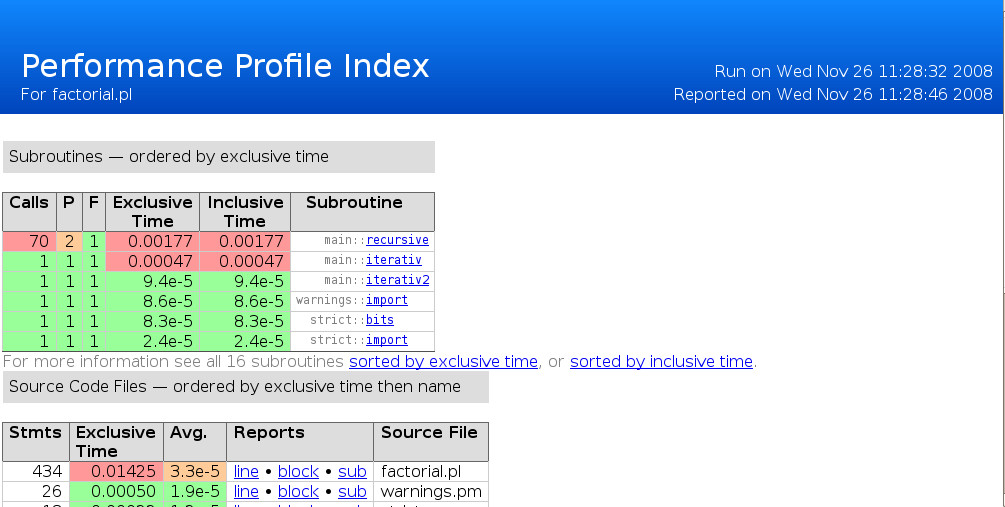 Performance Profile Index
For factorial.pl
Run on Wed Nov 26 11:28:32 2008
Reported on Wed Nov 26 11:28:46 2008
Subroutines — ordered by exclusive time
Calls P F Exclusive Time Inclusive Time Subroutine
70 2 1 0.00177 0.00177 main::recursive
1 1 1 0.00047 0.00047 main::iterativ
1 1 1 9.4e-5 9.4e-5 main::iterativ2
1 1 1 8.6e-5 8.6e-5 warnings::import
1 1 1 8.3e-5 8.3e-5 strict::bits
1 1 1 2.4e-5 2.4e-5 strict::import
For more information see all 16 subroutines sorted by exclusive time, or sorted by inclusive time.
Source Code Files — ordered by exclusive time then name
Stmts Exclusive Time Avg. Reports Source File
434 0.01425 3.3e-5 line • block • sub factorial.pl
26 0.00050 1.9e-5 line • block • sub warnings.pm